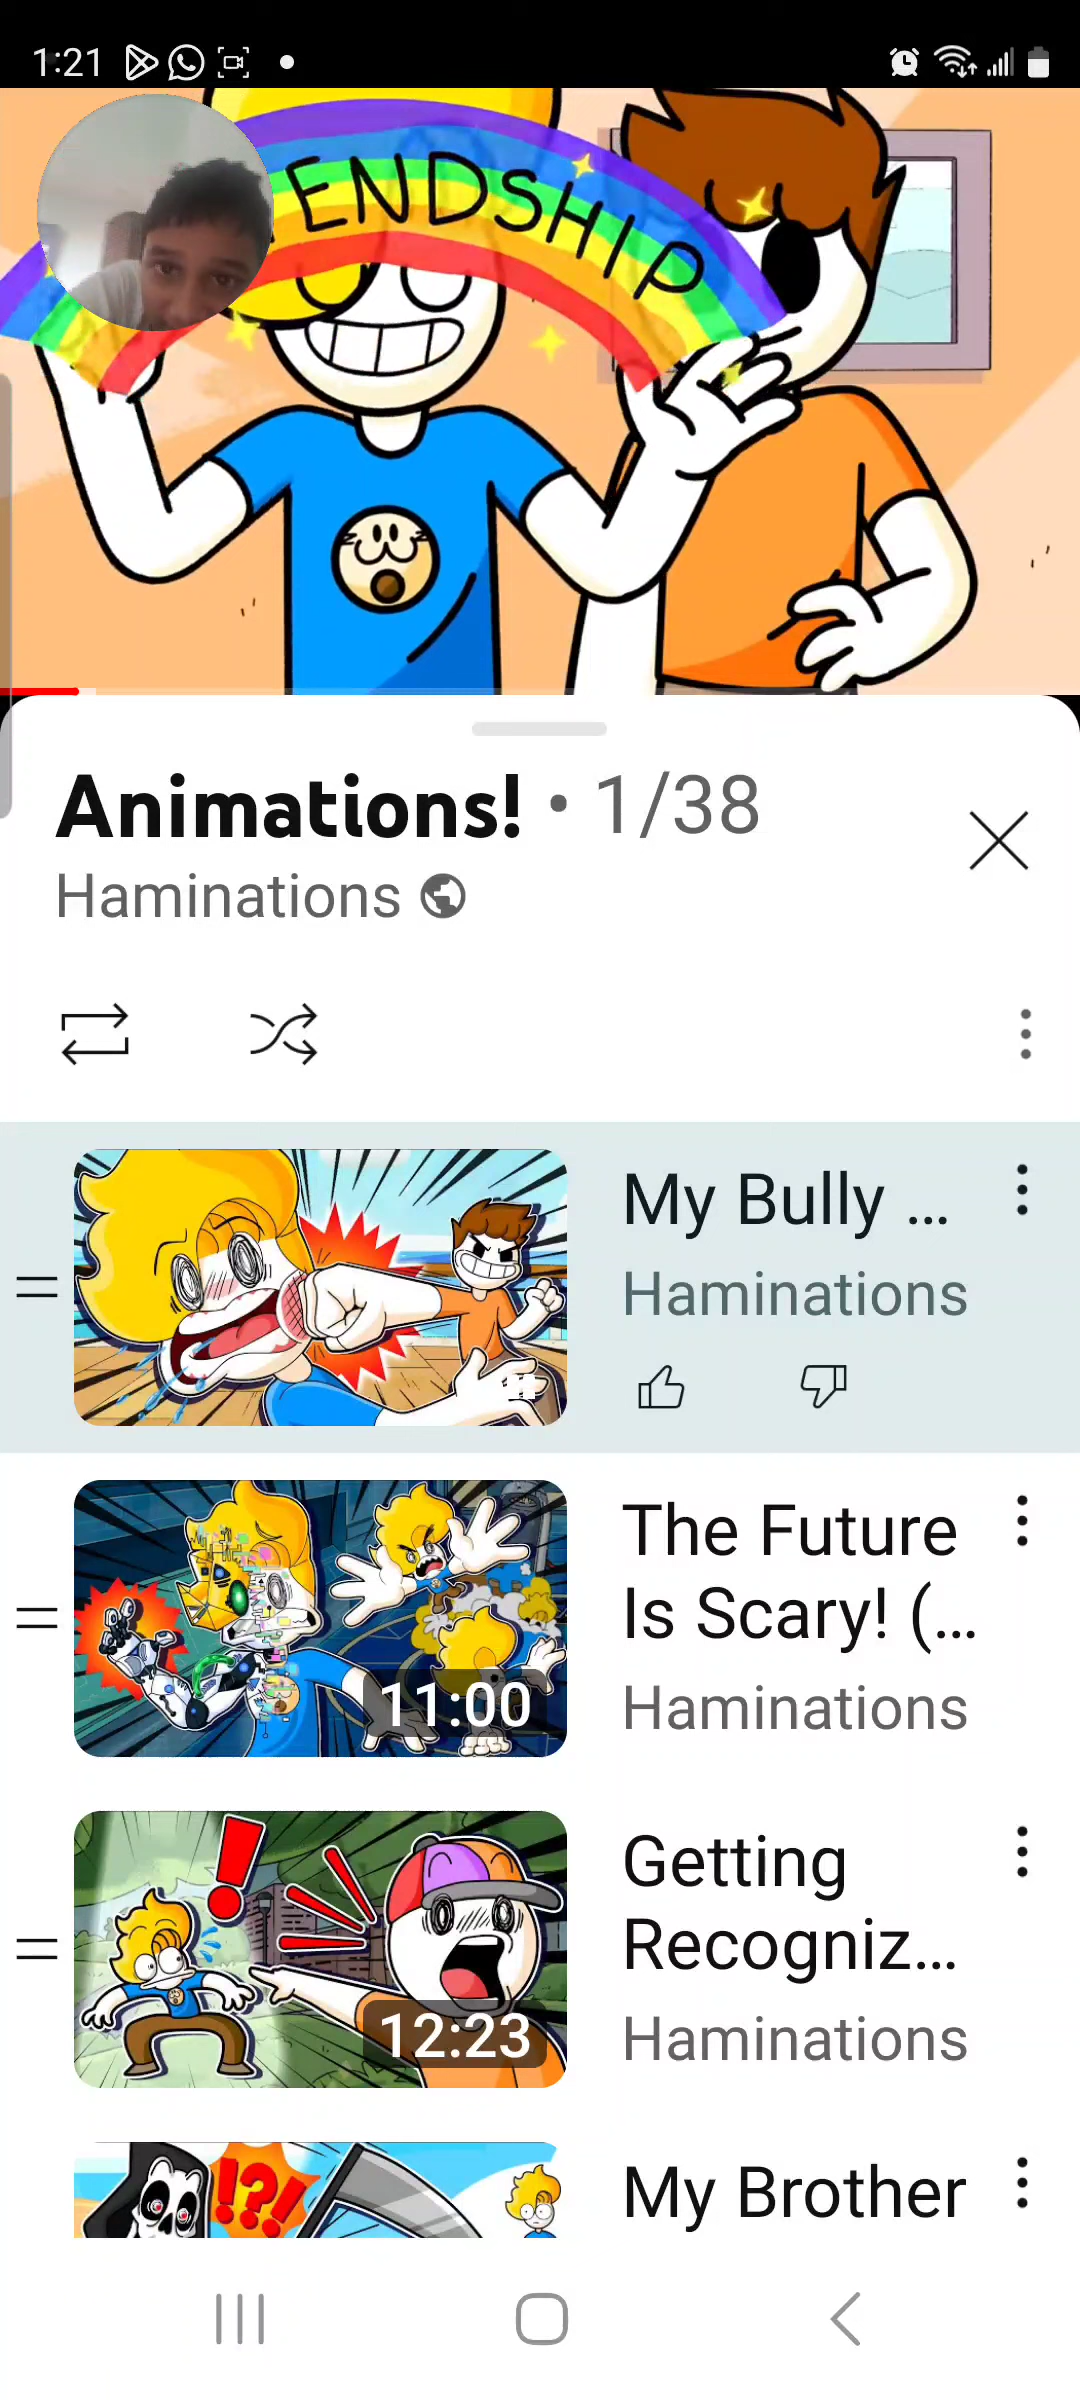 1:21
ENDSHIP
Animations! • 1/38
Haminations
My Bully ...
Haminations
The Future
Is Scary! (...
11:00
Haminations
Getting
Recogniz...
12:23
Haminations
!?!
My Brother